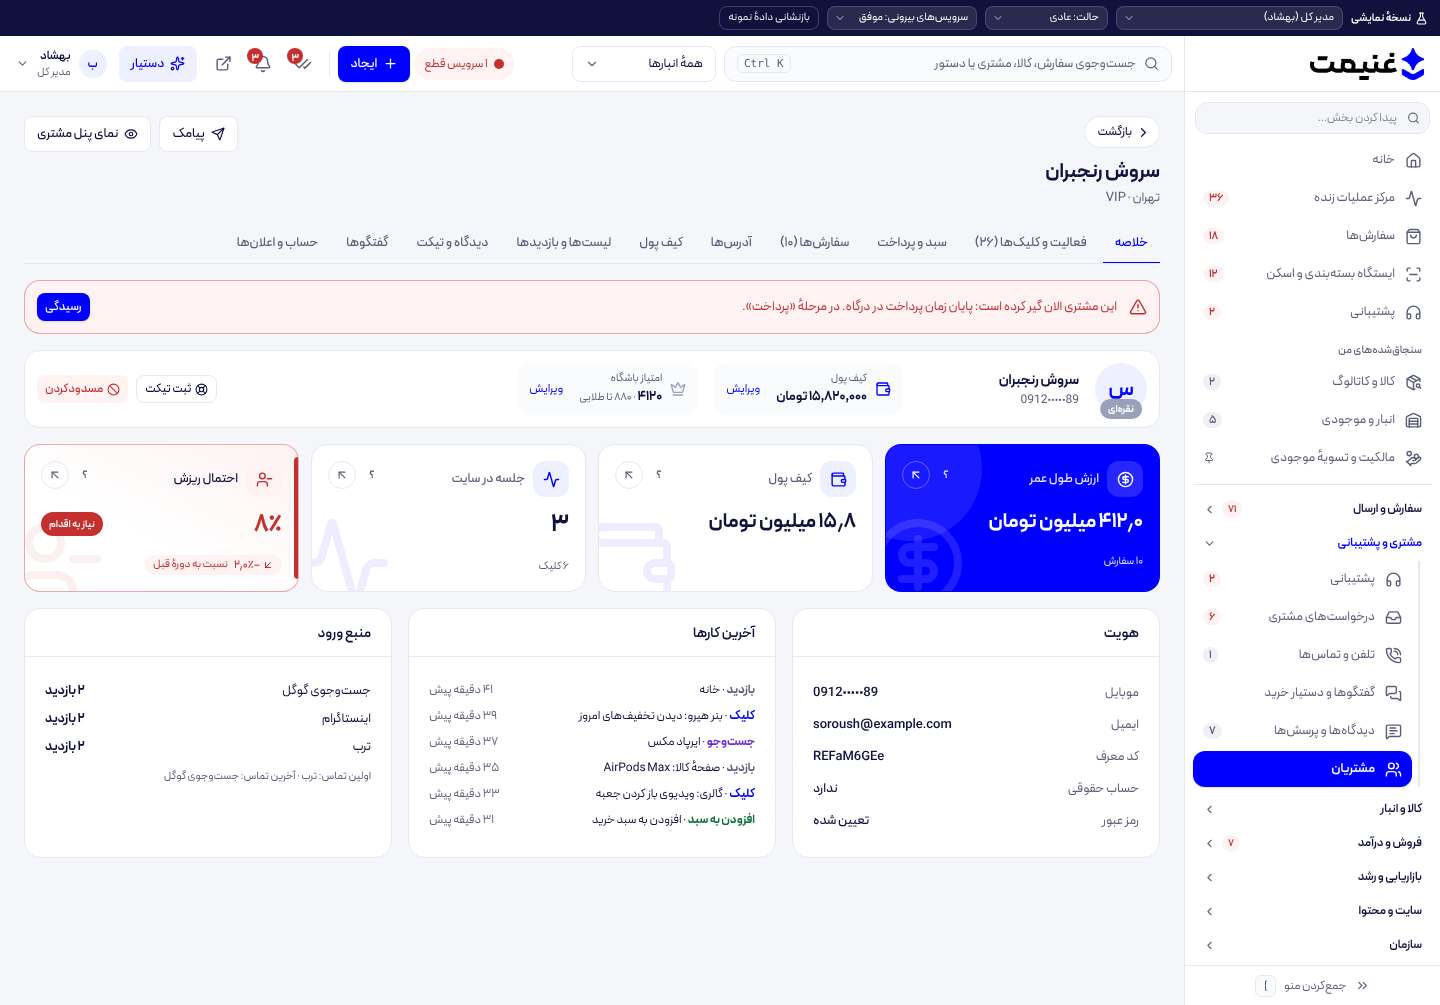 نسخهٔ نمایشی
مدیر کل (بهشاد)
حالت: عادی
سرویس‌های بیرونی: موفق
بازنشانی دادهٔ نمونه
غنیمت
جست‌وجوی سفارش، کالا، مشتری یا دستور
Ctrl K
همهٔ انبارها
۱ سرویس قطع
ایجاد
۳
۳
دستیار
ب
بهشاد
مدیر کل
پیدا کردن بخش...
خانه
مرکز عملیات زنده ۳۶
سفارش‌ها ۱۸
ایستگاه بسته‌بندی و اسکن ۱۲
پشتیبانی ۲
سنجاق‌شده‌های من
کالا و کاتالوگ ۲
انبار و موجودی ۵
مالکیت و تسویهٔ موجودی
سفارش و ارسال ۷۱
مشتری و پشتیبانی
پشتیبانی ۲
درخواست‌های مشتری ۶
تلفن و تماس‌ها ۱
گفتگوها و دستیار خرید
دیدگاه‌ها و پرسش‌ها ۷
مشتریان
کالا و انبار
فروش و درآمد ۷
بازاریابی و رشد
سایت و محتوا
سازمان
جمع‌کردن منو [
بازگشت
پیامک
نمای پنل مشتری
سروش رنجبران
تهران · VIP
خلاصه
فعالیت و کلیک‌ها (۲۶)
سبد و پرداخت
سفارش‌ها (۱۰)
آدرس‌ها
کیف پول
لیست‌ها و بازدیدها
دیدگاه و تیکت
گفتگوها
حساب و اعلان‌ها
این مشتری الان گیر کرده است: پایان زمان پرداخت در درگاه. در مرحلهٔ «پرداخت».
رسیدگی
س
نقره‌ای
سروش رنجبران
0912•••••89
کیف پول
۱۵,۸۲۰,۰۰۰ تومان
ویرایش
امتیاز باشگاه
۴۱۲۰ · ۸۸۰ تا طلایی
ویرایش
ثبت تیکت
مسدودکردن
ارزش طول عمر
؟
۴۱۲٫۰ میلیون تومان
۱۰ سفارش
کیف پول
؟
۱۵٫۸ میلیون تومان
جلسه در سایت
؟
۳
۶ کلیک
احتمال ریزش
؟
۸٪
نیاز به اقدام
−۲٫۰٪ نسبت به دورهٔ قبل
هویت
موبایل 0912•••••89
ایمیل soroush@example.com
کد معرف REFaM6GEe
حساب حقوقی ندارد
رمز عبور تعیین شده
آخرین کارها
بازدید · خانه ۴۱ دقیقه پیش
کلیک · بنر هیرو: دیدن تخفیف‌های امروز ۳۹ دقیقه پیش
جست‌وجو · ایرپاد مکس ۳۷ دقیقه پیش
بازدید · صفحهٔ کالا: AirPods Max ۳۵ دقیقه پیش
کلیک · گالری: ویدیوی باز کردن جعبه ۳۳ دقیقه پیش
افزودن به سبد · افزودن به سبد خرید ۳۱ دقیقه پیش
منبع ورود
جست‌وجوی گوگل ۲ بازدید
اینستاگرام ۲ بازدید
ترب ۲ بازدید
اولین تماس: ترب · آخرین تماس: جست‌وجوی گوگل